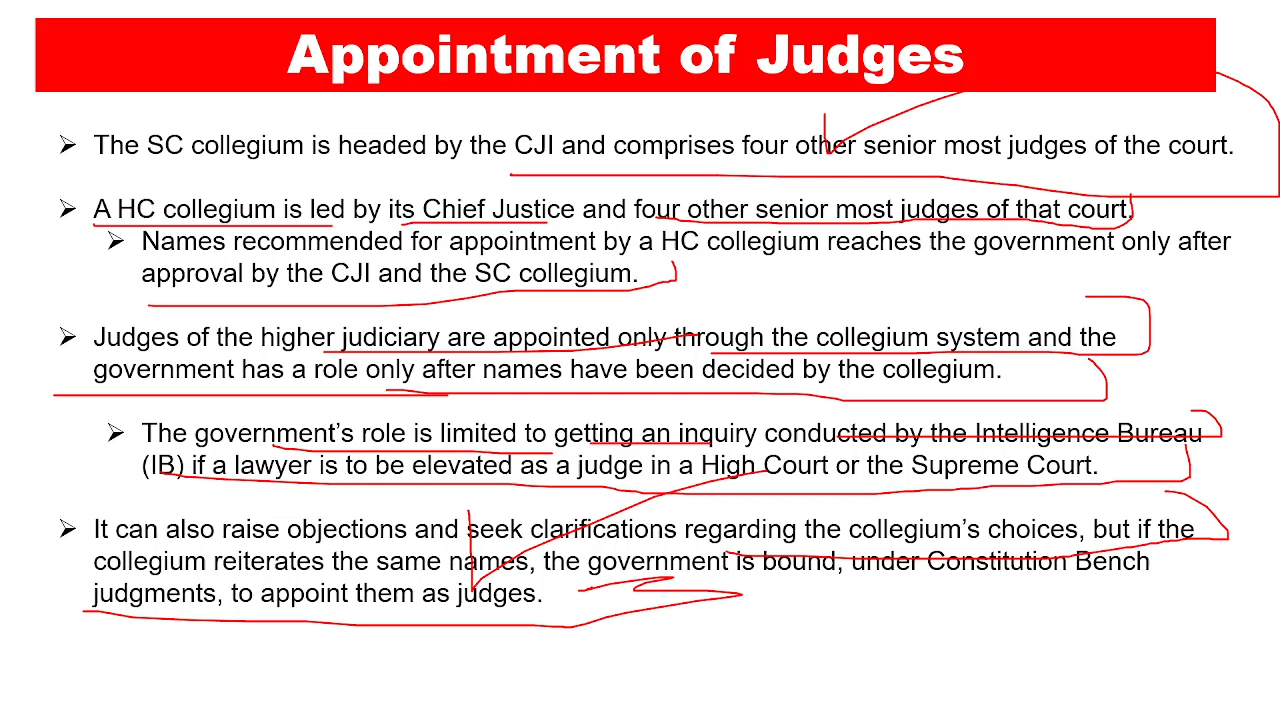 Appointment of Judges
➢ The SC collegium is headed by the CJI and comprises four other senior most judges of the court.
➢ A HC collegium is led by its Chief Justice and four other senior most judges of that court.
➢ Names recommended for appointment by a HC collegium reaches the government only after
approval by the CJI and the SC collegium.
➢ Judges of the higher judiciary are appointed only through the collegium system and the
government has a role only after names have been decided by the collegium.
➢ The government’s role is limited to getting an inquiry conducted by the Intelligence Bureau
(IB) if a lawyer is to be elevated as a judge in a High Court or the Supreme Court.
➢ It can also raise objections and seek clarifications regarding the collegium’s choices, but if the
collegium reiterates the same names, the government is bound, under Constitution Bench
judgments, to appoint them as judges.